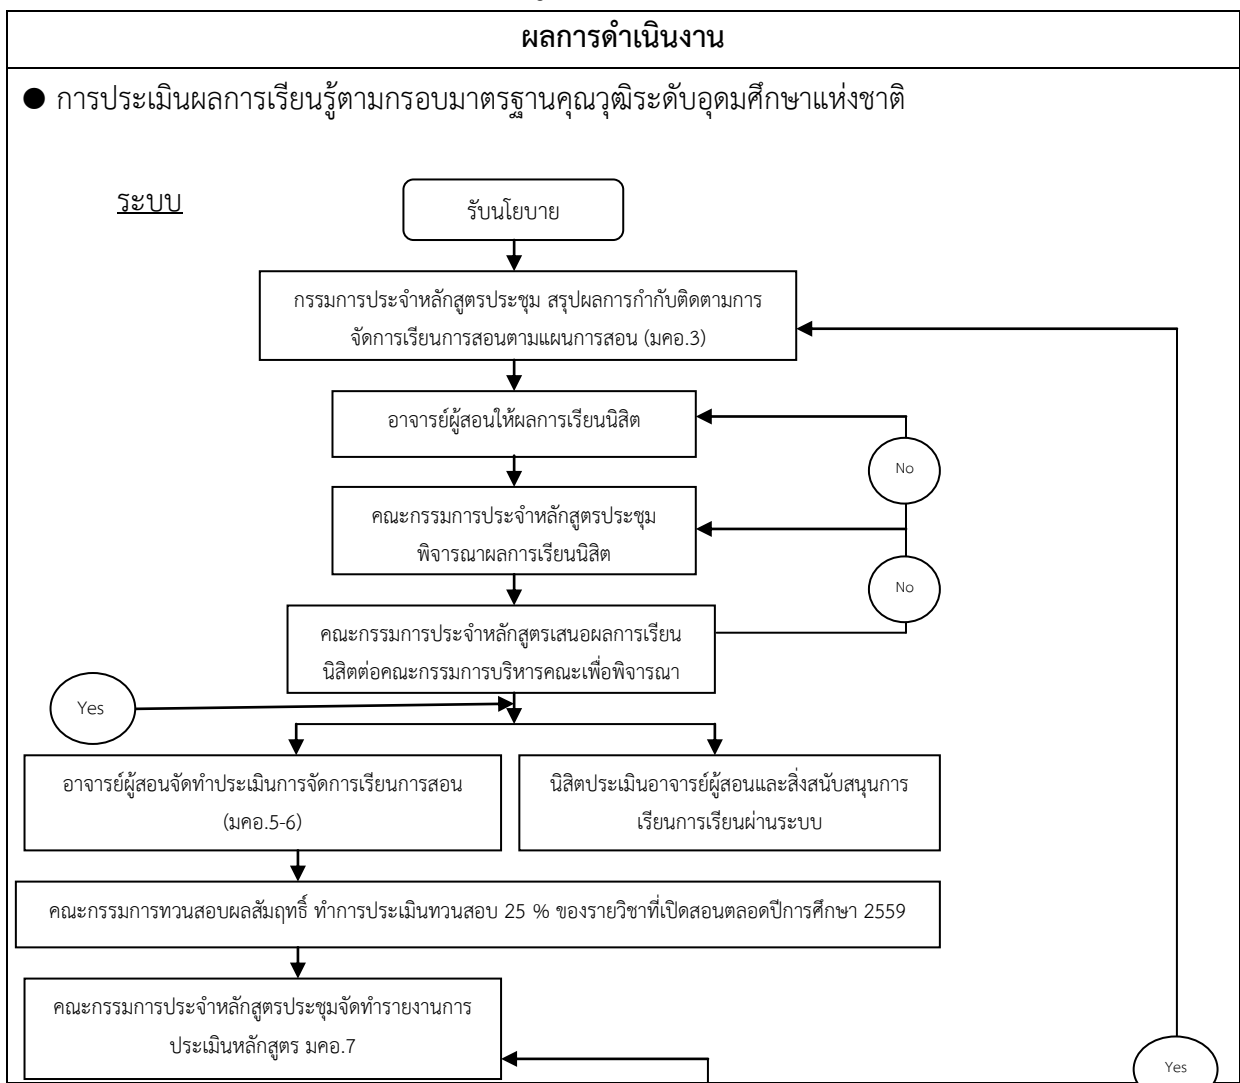 ผลการดำเนินงาน
● การประเมินผลการเรียนรู้ตามกรอบมาตรฐานคุณวุฒิระดับอุดมศึกษาแห่งชาติ
ระบบ
รับนโยบาย
กรรมการประจำหลักสูตรประชุม สรุปผลการกำกับติดตามการ
จัดการเรียนการสอนตามแผนการสอน (มคอ.3)
อาจารย์ผู้สอนให้ผลการเรียนนิสิต
No
คณะกรรมการประจำหลักสูตรประชุม
พิจารณาผลการเรียนนิสิต
No
คณะกรรมการประจำหลักสูตรเสนอผลการเรียน
นิสิตต่อคณะกรรมการบริหารคณะเพื่อพิจารณา
Yes
อาจารย์ผู้สอนจัดทำประเมินการจัดการเรียนการสอน
(มคอ.5-6)
นิสิตประเมินอาจารย์ผู้สอนและสิ่งสนับสนุนการ
เรียนการเรียนผ่านระบบ
คณะกรรมการทวนสอบผลสัมฤทธิ์ ทำการประเมินทวนสอบ 25 % ของรายวิชาที่เปิดสอนตลอดปีการศึกษา 2559
คณะกรรมการประจำหลักสูตรประชุมจัดทำรายงานการ
ประเมินหลักสูตร มคอ.7
Yes